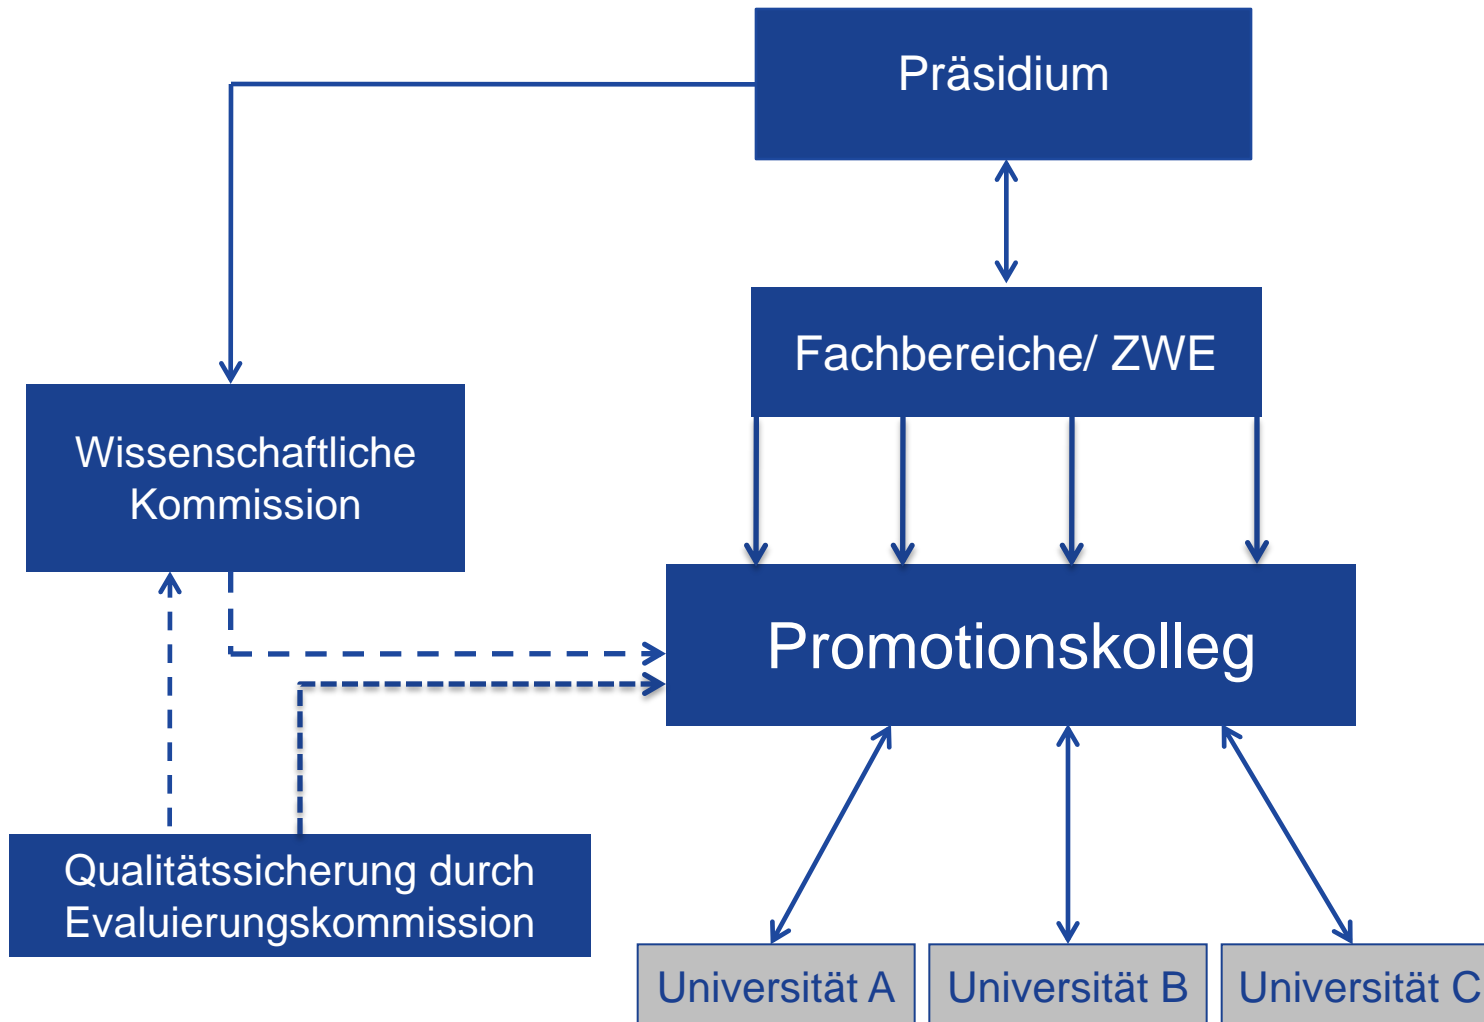 Präsidium
Fachbereiche/ ZWE
Wissenschaftliche
Kommission
Promotionskolleg
Qualitätssicherung durch
Evaluierungskommission
Universität A
Universität B
Universität C